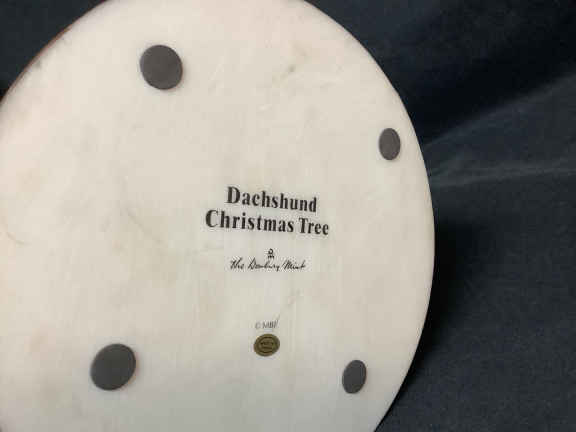 Dachshund
Christmas Tree
The Danbury Mint
© MBI